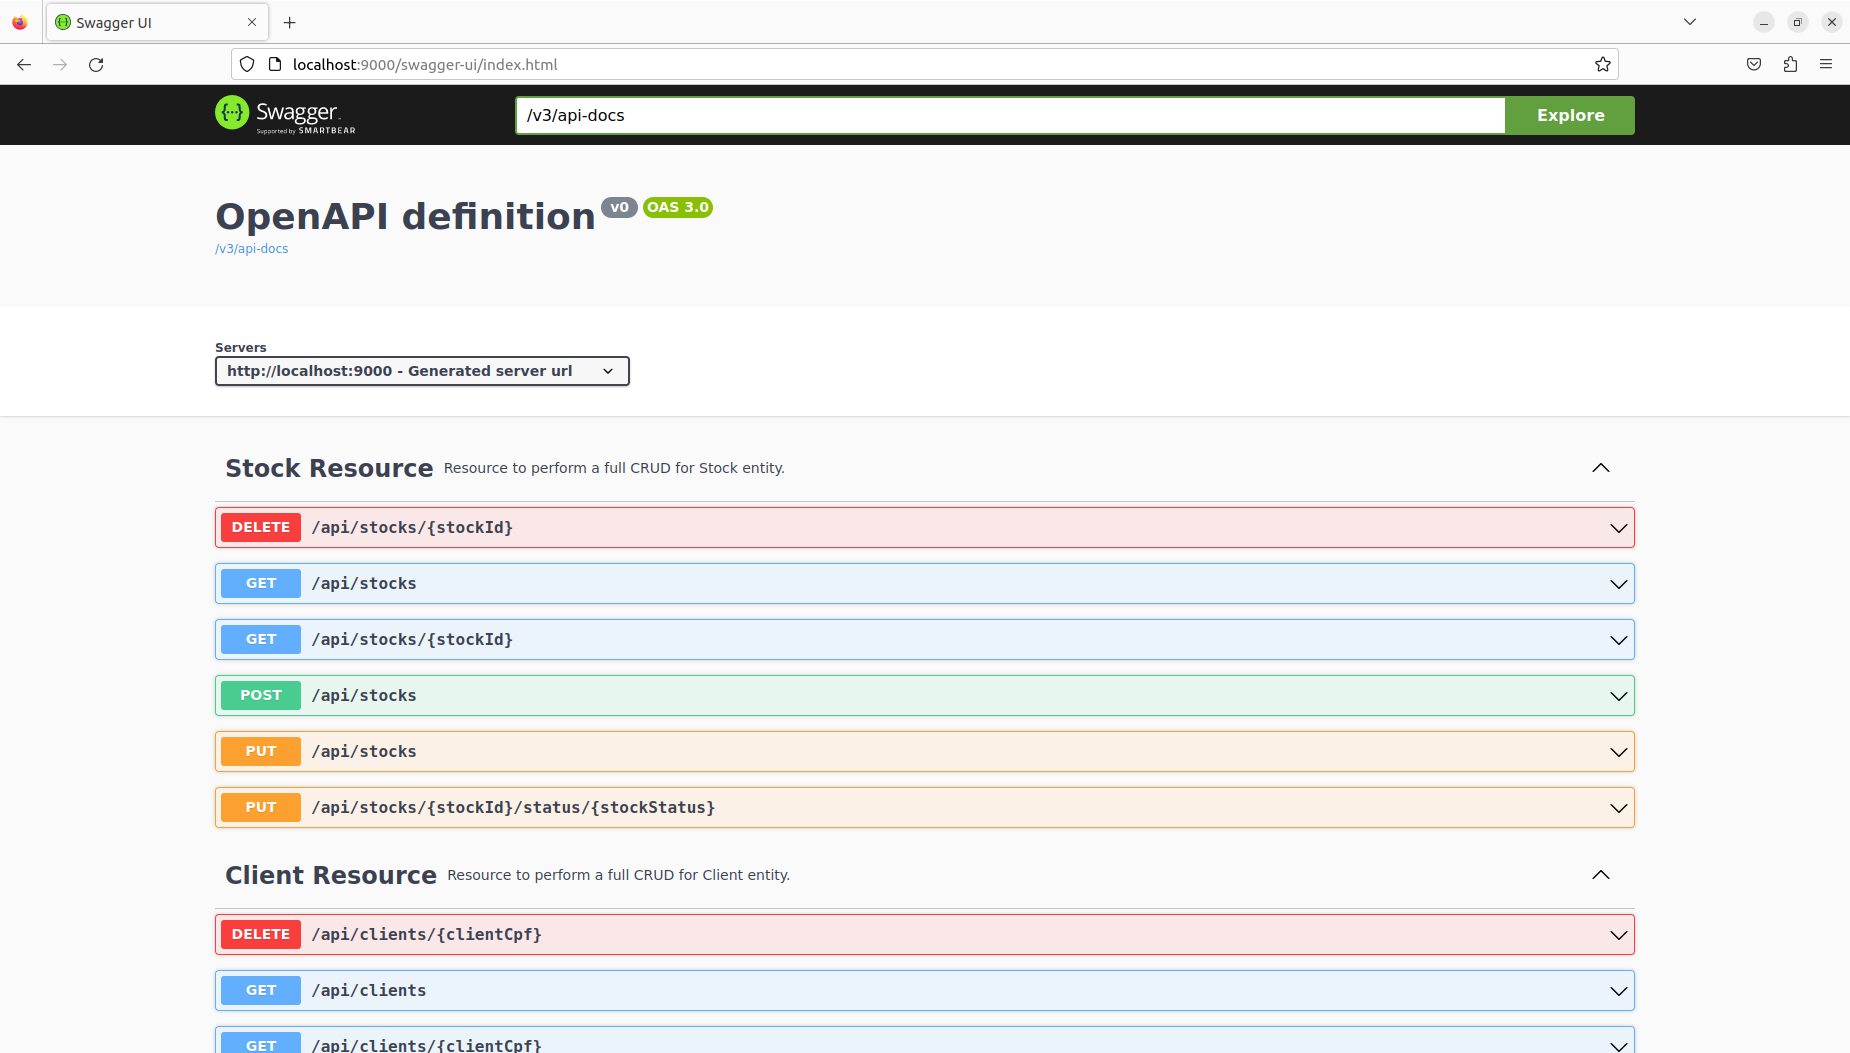 Swagger UI
localhost:9000/swagger-ui/index.html
Swagger.
Supported by SMARTBEAR
/v3/api-docs
Explore
OpenAPI definition v0 OAS 3.0
/v3/api-docs
Servers
http://localhost:9000 - Generated server url
Stock Resource Resource to perform a full CRUD for Stock entity.
DELETE /api/stocks/{stockId}
GET /api/stocks
GET /api/stocks/{stockId}
POST /api/stocks
PUT /api/stocks
PUT /api/stocks/{stockId}/status/{stockStatus}
Client Resource Resource to perform a full CRUD for Client entity.
DELETE /api/clients/{clientCpf}
GET /api/clients
GET /api/clients/{clientCpf}